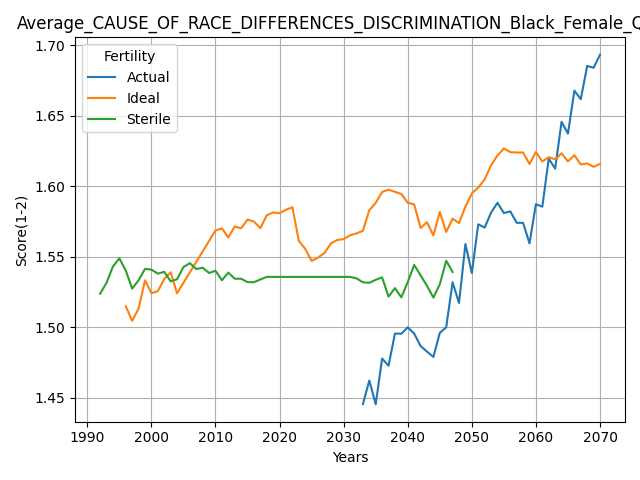 Average_CAUSE_OF_RACE_DIFFERENCES_DISCRIMINATION_Black_Female_Q
Fertility
Actual
Ideal
Sterile
Score(1-2)
1.70
1.65
1.60
1.55
1.50
1.45
1990 2000 2010 2020 2030 2040 2050 2060 2070
Years